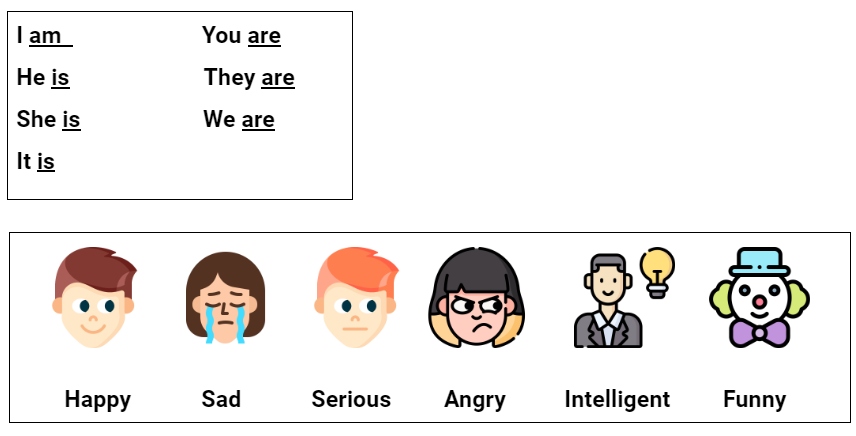 I am You are
He is They are
She is We are
It is
Happy Sad Serious Angry Intelligent Funny